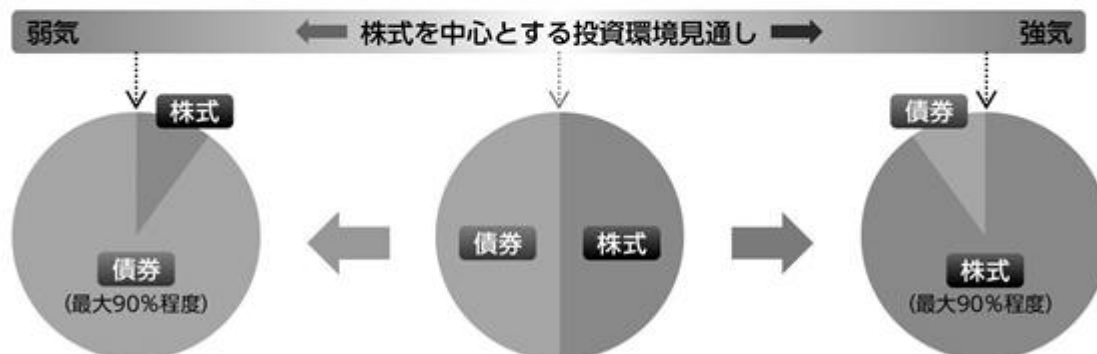 弱気 株式を中心とする投資環境見通し 強気
株式
債券
(最大90%程度)
債券 株式
債券
株式
(最大90%程度)